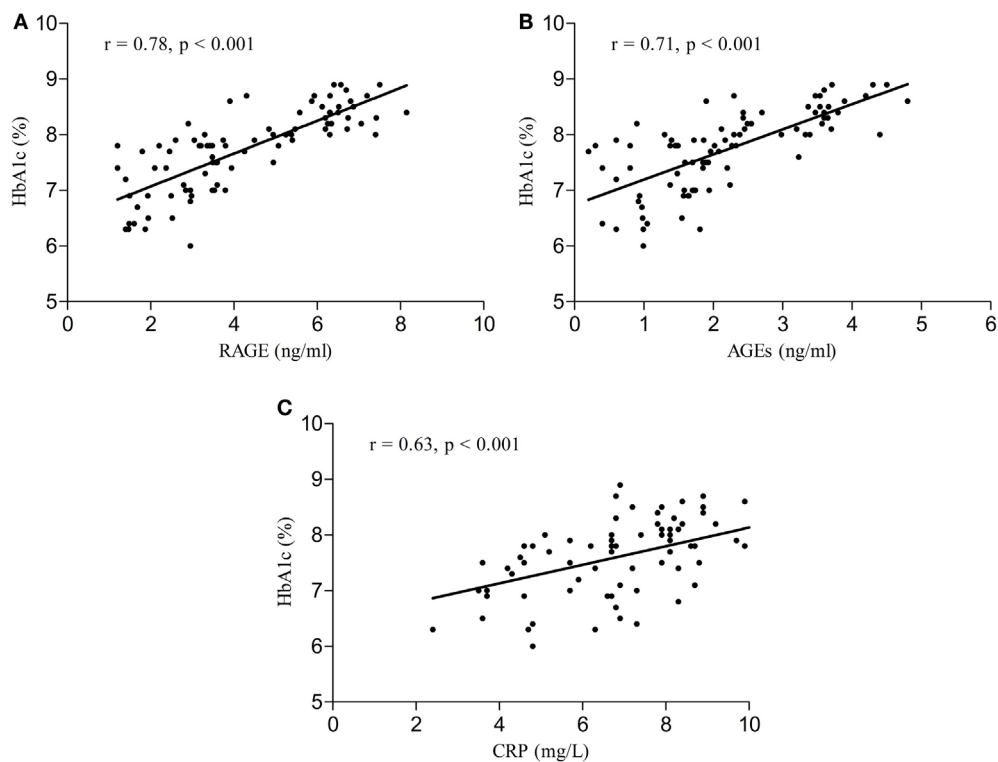 A
r = 0.78, p < 0.001
HbA1c (%)
10
9
8
7
6
5
0 2 4 6 8 10
RAGE (ng/ml)
B
r = 0.71, p < 0.001
HbA1c (%)
10
9
8
7
6
5
0 1 2 3 4 5 6
AGEs (ng/ml)
C
r = 0.63, p < 0.001
HbA1c (%)
10
9
8
7
6
5
0 2 4 6 8 10
CRP (mg/L)